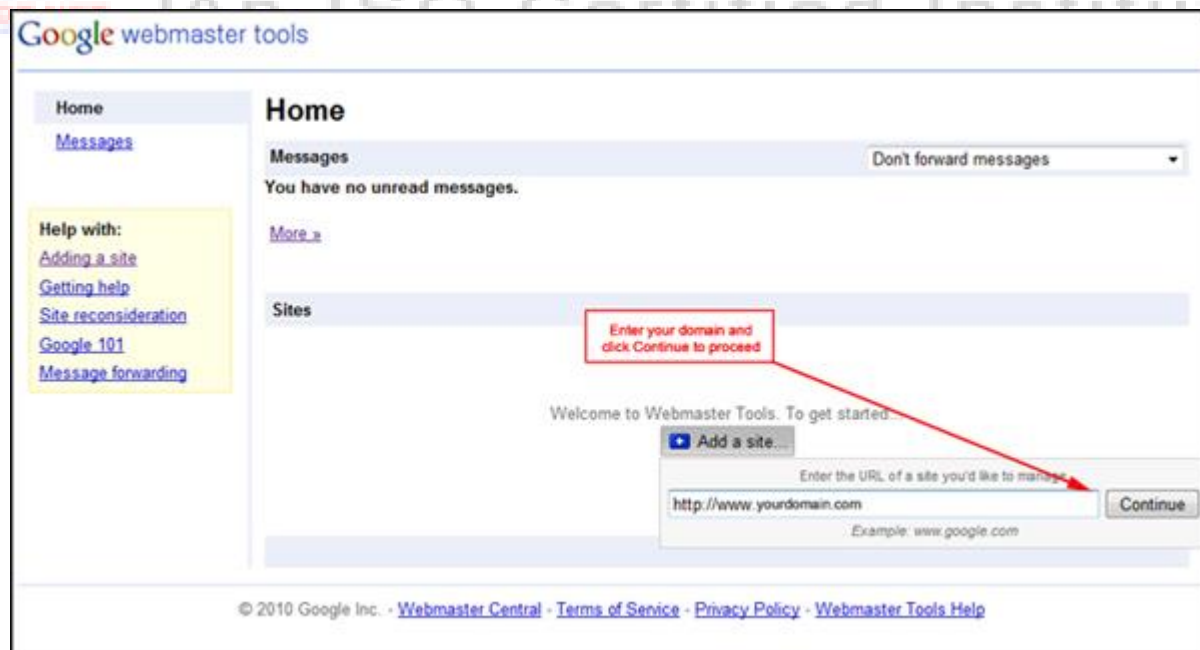 Google webmaster tools
Home
Messages
Help with:
Adding a site
Getting help
Site reconsideration
Google 101
Message forwarding
Home
Messages
Don't forward messages
You have no unread messages.
More »
Sites
Enter your domain and
click Continue to proceed
Welcome to Webmaster Tools. To get started...
Add a site...
Enter the URL of a site you'd like to manage
http://www.yourdomain.com
Continue
Example: www.google.com
© 2010 Google Inc. - Webmaster Central - Terms of Service - Privacy Policy - Webmaster Tools Help